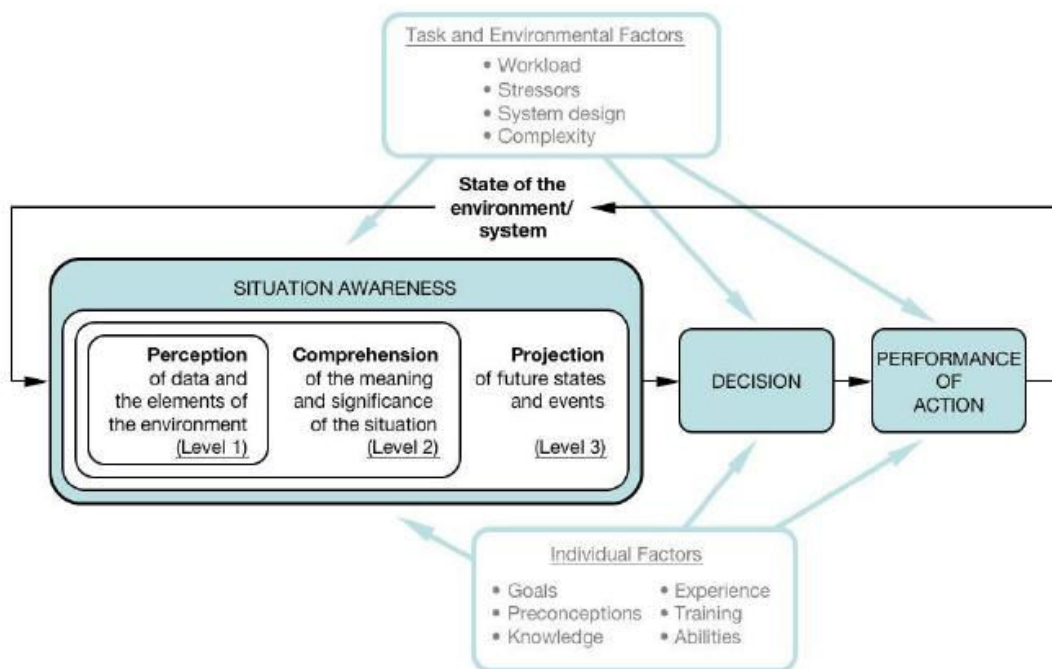 Task and Environmental Factors
• Workload
• Stressors
• System design
• Complexity
State of the
environment/
system
SITUATION AWARENESS
Perception
of data and
the elements of
the environment
(Level 1)
Comprehension
of the meaning
and significance
of the situation
(Level 2)
Projection
of future states
and events
(Level 3)
DECISION
PERFORMANCE
OF
ACTION
Individual Factors
• Goals
• Preconceptions
• Knowledge
• Experience
• Training
• Abilities